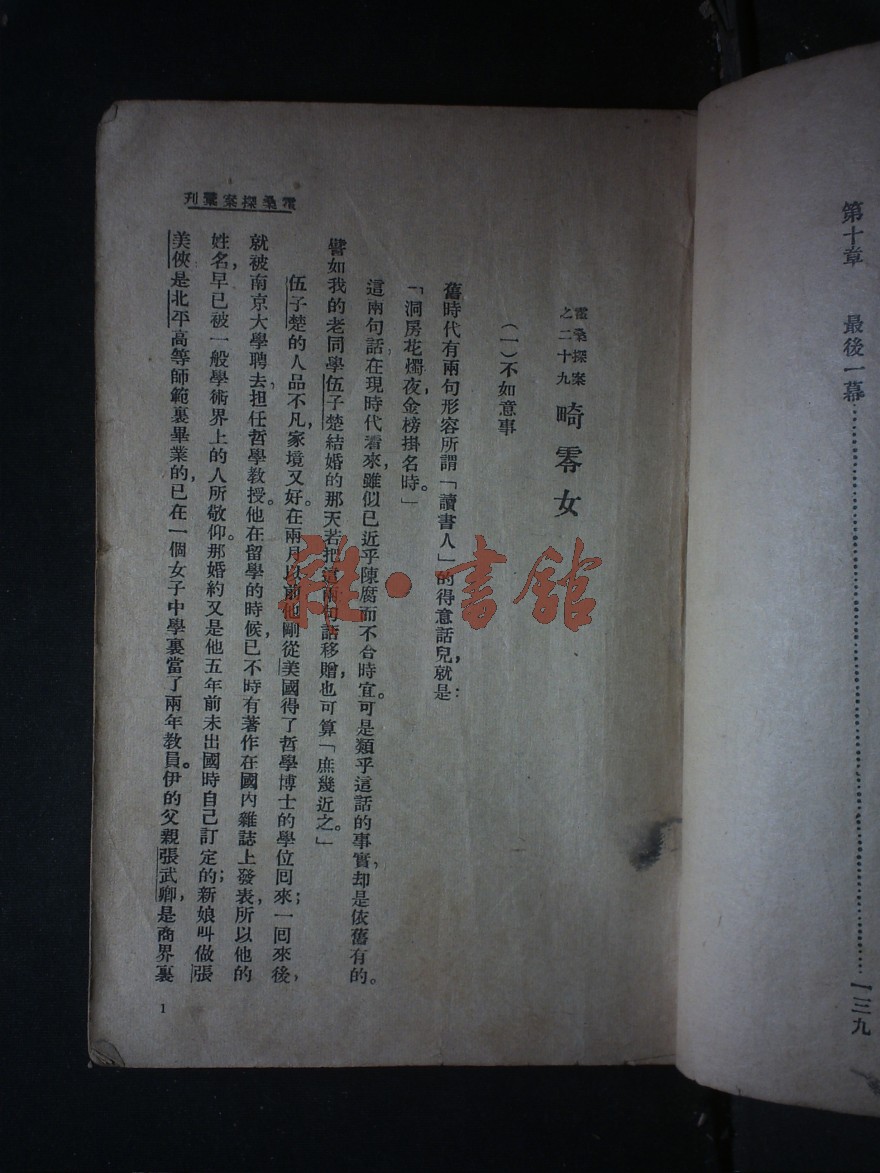 第十章　最後一幕……………………一三九
霍桑探案彙刊
霍桑探案
之二十九
畸零女
（一）不如意事
舊時代有兩句形容所謂「讀書人」的得意話兒，就是：
「洞房花燭夜，金榜掛名時。」
這兩句話在現時代看來，雖似已近乎陳腐而不合時宜。可是類乎這話的事實，却是依舊有的。
譬如我的老同學伍子楚結婚的那天，若把這兩句話移贈，也可算「庶幾近之。」
伍子楚的人品不凡，家境又好。在兩月以前，他剛從美國得了哲學博士的學位回來；一回來後，
就被南京大學聘去，担任哲學教授。他在留學的時候，已不時有著作在國內雜誌上發表，所以他的
姓名，早已被一般學術界上的人所敬仰。那婚約又是他五年前未出國時自己訂定的；新娘叫做張
美俠，是北平高等師範裏畢業的，已在一個女子中學裏當了兩年教員。伊的父親張武卿，是商界裏
1
雜·書館